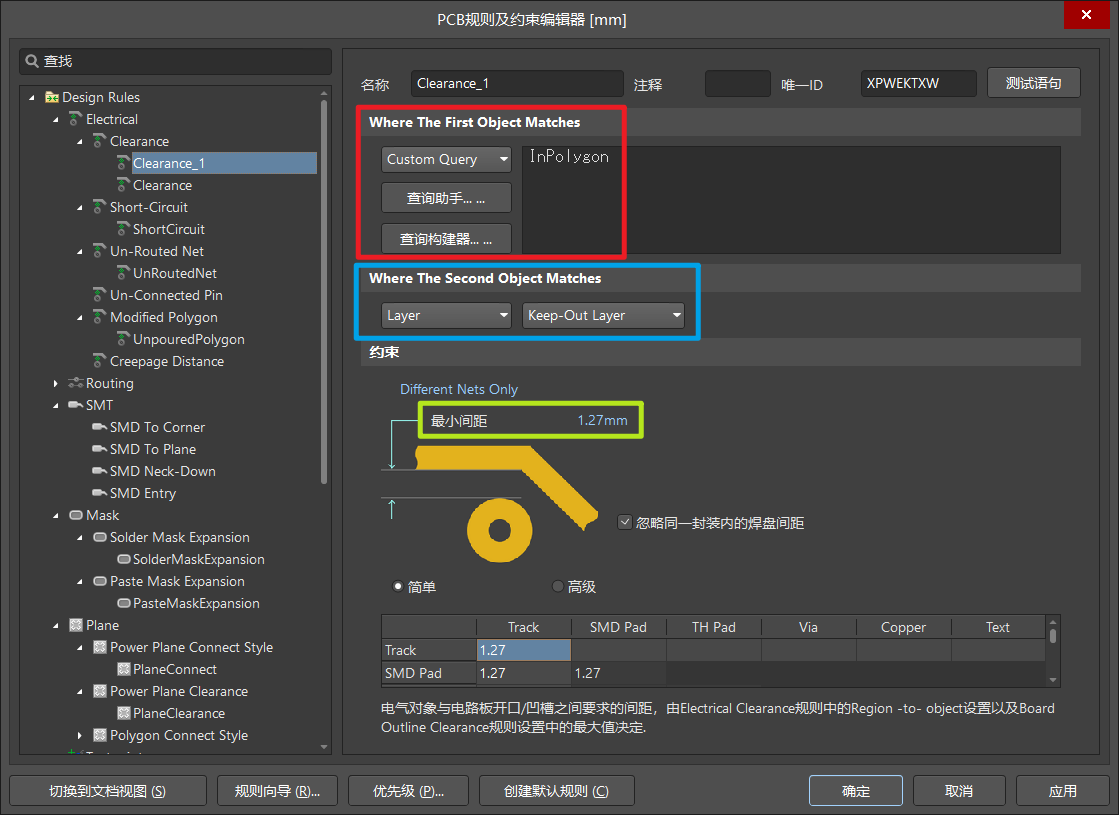 PCB规则及约束编辑器 [mm]
查找
Design Rules
Electrical
Clearance
Clearance_1
Clearance
Short-Circuit
ShortCircuit
Un-Routed Net
UnRoutedNet
Un-Connected Pin
Modified Polygon
UnpouredPolygon
Creepage Distance
Routing
SMT
SMD To Corner
SMD To Plane
SMD Neck-Down
SMD Entry
Mask
Solder Mask Expansion
SolderMaskExpansion
Paste Mask Expansion
PasteMaskExpansion
Plane
Power Plane Connect Style
PlaneConnect
Power Plane Clearance
PlaneClearance
Polygon Connect Style
名称 Clearance_1 注释 唯一ID XPWEKTXW 测试语句
Where The First Object Matches
Custom Query InPolygon
查询助手... ...
查询构建器... ...
Where The Second Object Matches
Layer Keep-Out Layer
约束
Different Nets Only
最小间距 1.27mm
忽略同一封装内的焊盘间距
简单 高级
Track SMD Pad TH Pad Via Copper Text
Track 1.27
SMD Pad 1.27 1.27
电气对象与电路板开口/凹槽之间要求的间距，由Electrical Clearance规则中的Region -to- object设置以及Board
Outline Clearance规则设置中的最大值决定.
切换到文档视图 (S) 规则向导 (R)... 优先级 (P)... 创建默认规则 (C) 确定 取消 应用